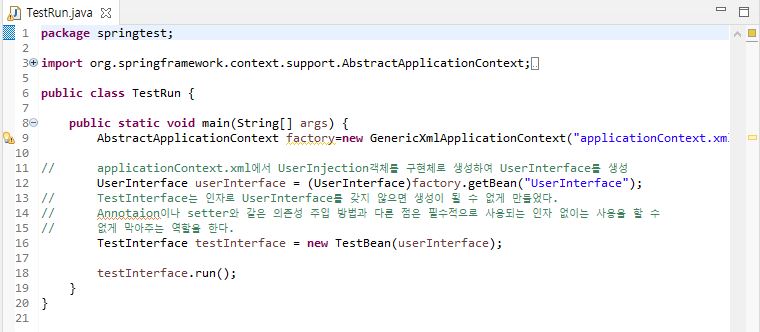 TestRun.java
1 package springtest;
2
3 import org.springframework.context.support.AbstractApplicationContext;
6 public class TestRun {
7
8 public static void main(String[] args) {
9 AbstractApplicationContext factory=new GenericXmlApplicationContext("applicationContext.xml
10
11 // applicationContext.xml에서 UserInjection객체를 구현체로 생성하여 UserInterface를 생성
12 UserInterface userInterface = (UserInterface)factory.getBean("UserInterface");
13 // TestInterface는 인자로 UserInterface를 갖지 않으면 생성이 될 수 없게 만들었다.
14 // Annotaion이나 setter와 같은 의존성 주입 방법과 다른 점은 필수적으로 사용되는 인자 없이는 사용을 할 수
15 // 없게 막아주는 역할을 한다.
16 TestInterface testInterface = new TestBean(userInterface);
17
18 testInterface.run();
19 }
20 }
21